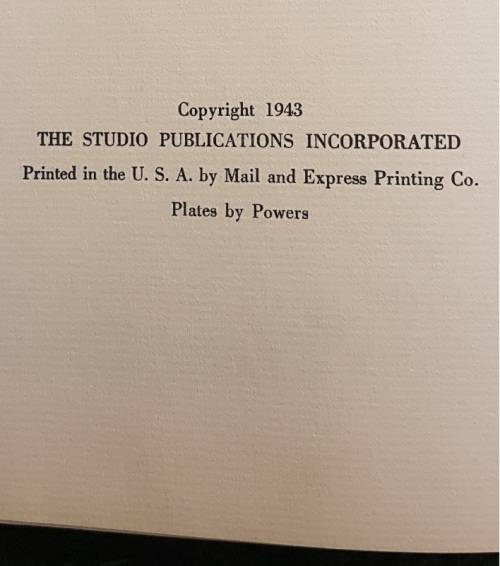 Copyright 1943
THE STUDIO PUBLICATIONS INCORPORATED
Printed in the U. S. A. by Mail and Express Printing Co.
Plates by Powers